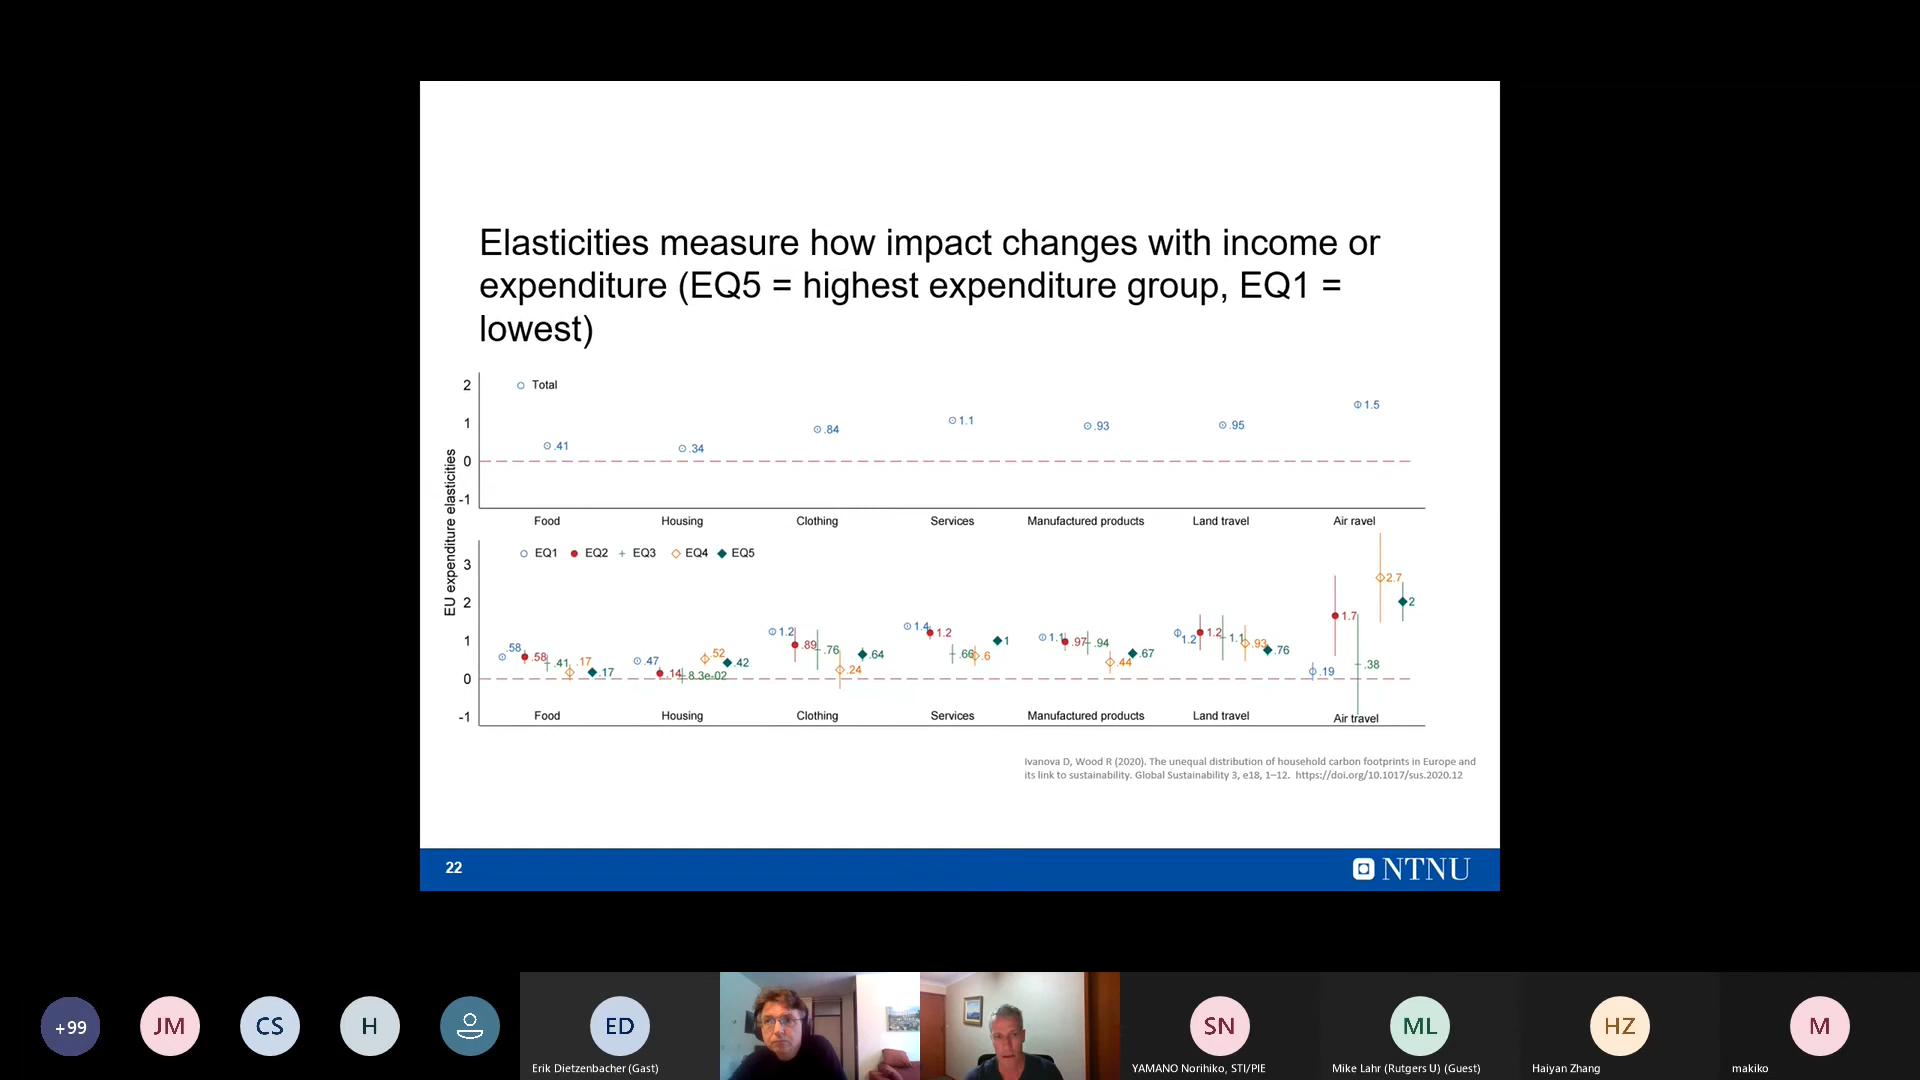 Elasticities measure how impact changes with income or
expenditure (EQ5 = highest expenditure group, EQ1 =
lowest)
EU expenditure elasticities
2
1
0
-1
Total
.41
.34
.84
1.1
.93
.95
1.5
Food Housing Clothing Services Manufactured products Land travel Air ravel
3
2
1
0
-1
EQ1 EQ2 EQ3 EQ4 EQ5
.58 .58 .41 .17 .17
.47 .14 8.3e-02 .52 .42
1.2 .89 .76 .24 .64
1.4 1.2 .66 .6 1
1.1 .97 .94 .44 .67
1.2 1.2 1.1 .93 .76
.19 1.7 .38 2.7 2
Food Housing Clothing Services Manufactured products Land travel Air travel
Ivanova D, Wood R (2020). The unequal distribution of household carbon footprints in Europe and
its link to sustainability. Global Sustainability 3, e18, 1–12. https://doi.org/10.1017/sus.2020.12
22
NTNU
+99
JM
CS
H
ED
Erik Dietzenbacher (Gast)
SN
YAMANO Norihiko, STI/PIE
ML
Mike Lahr (Rutgers U) (Guest)
HZ
Haiyan Zhang
M
makiko